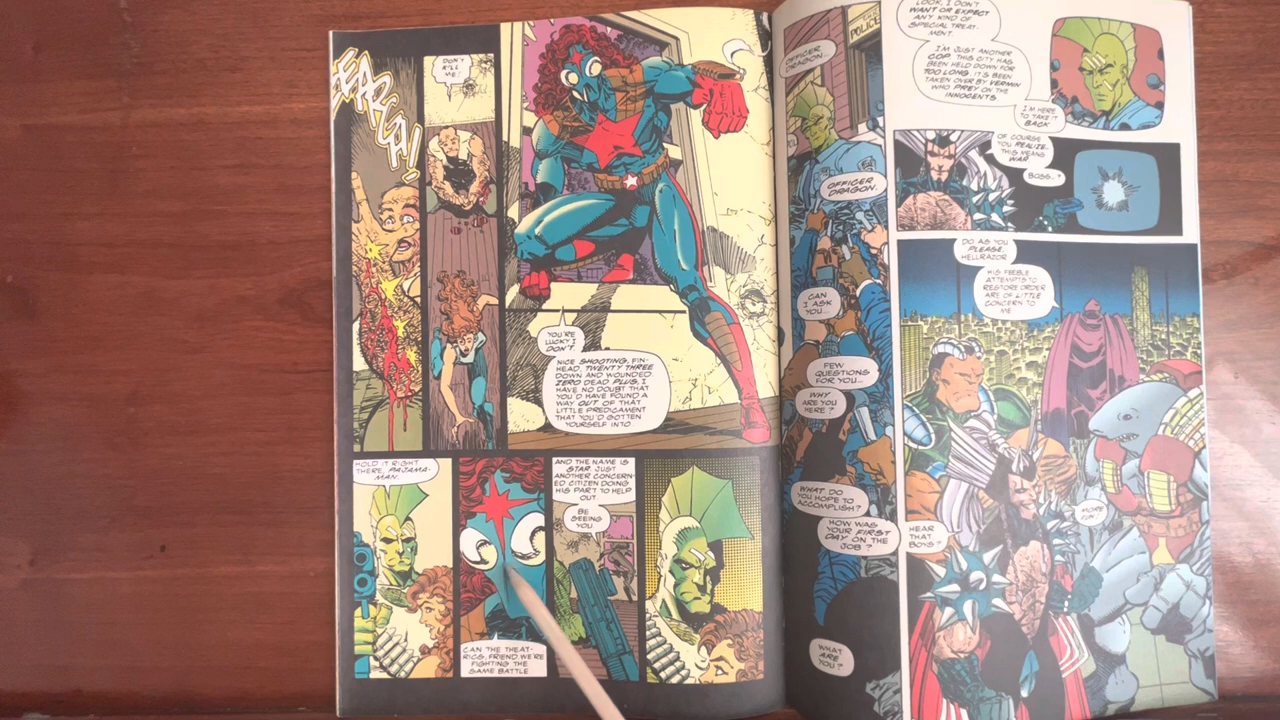 EEARGH!
DON'T
KILL
ME!
YOU'RE
LUCKY I
DON'T.
NICE SHOOTING, FIN-
HEAD. TWENTY THREE
DOWN AND WOUNDED.
ZERO DEAD. PLUS, I
HAVE NO DOUBT THAT
YOU'D HAVE FOUND A
WAY OUT OF THAT
LITTLE PREDICAMENT
THAT YOU'D GOTTEN
YOURSELF INTO.
HOLD IT RIGHT
THERE, PAJAMA-
MAN.
CAN THE THEAT-
RICS, FRIEND, WE'RE
FIGHTING THE
SAME BATTLE
AND THE NAME IS
STAR. JUST
ANOTHER CONCERN-
ED CITIZEN DOING
HIS PART TO HELP
OUT.
BE
SEEING
YOU
POLICE
OFFICER
DRAGON.
OFFICER
DRAGON.
CAN
I ASK
YOU...
FEW
QUESTIONS
FOR YOU...
WHY
ARE YOU
HERE?
WHAT DO
YOU HOPE TO
ACCOMPLISH?
HOW WAS
YOUR FIRST
DAY ON THE
JOB?
WHAT
ARE
YOU?
LOOK, I DON'T
WANT OR EXPECT
ANY KIND OF
SPECIAL TREAT-
MENT.
I'M JUST ANOTHER
COP. THIS CITY HAS
BEEN HELD DOWN FOR
TOO LONG. IT'S BEEN
TAKEN OVER BY VERMIN
WHO PREY ON THE
INNOCENTS
I'M HERE
TO TAKE IT
BACK
OF COURSE
YOU REALIZE,
THIS MEANS
WAR
BOSS.?
DO AS YOU
PLEASE,
HELLRAZOR
HIS FEEBLE
ATTEMPTS TO
RESTORE ORDER
ARE OF LITTLE
CONCERN TO
ME
HEAR
THAT
BOYS?
MORE
FUN!